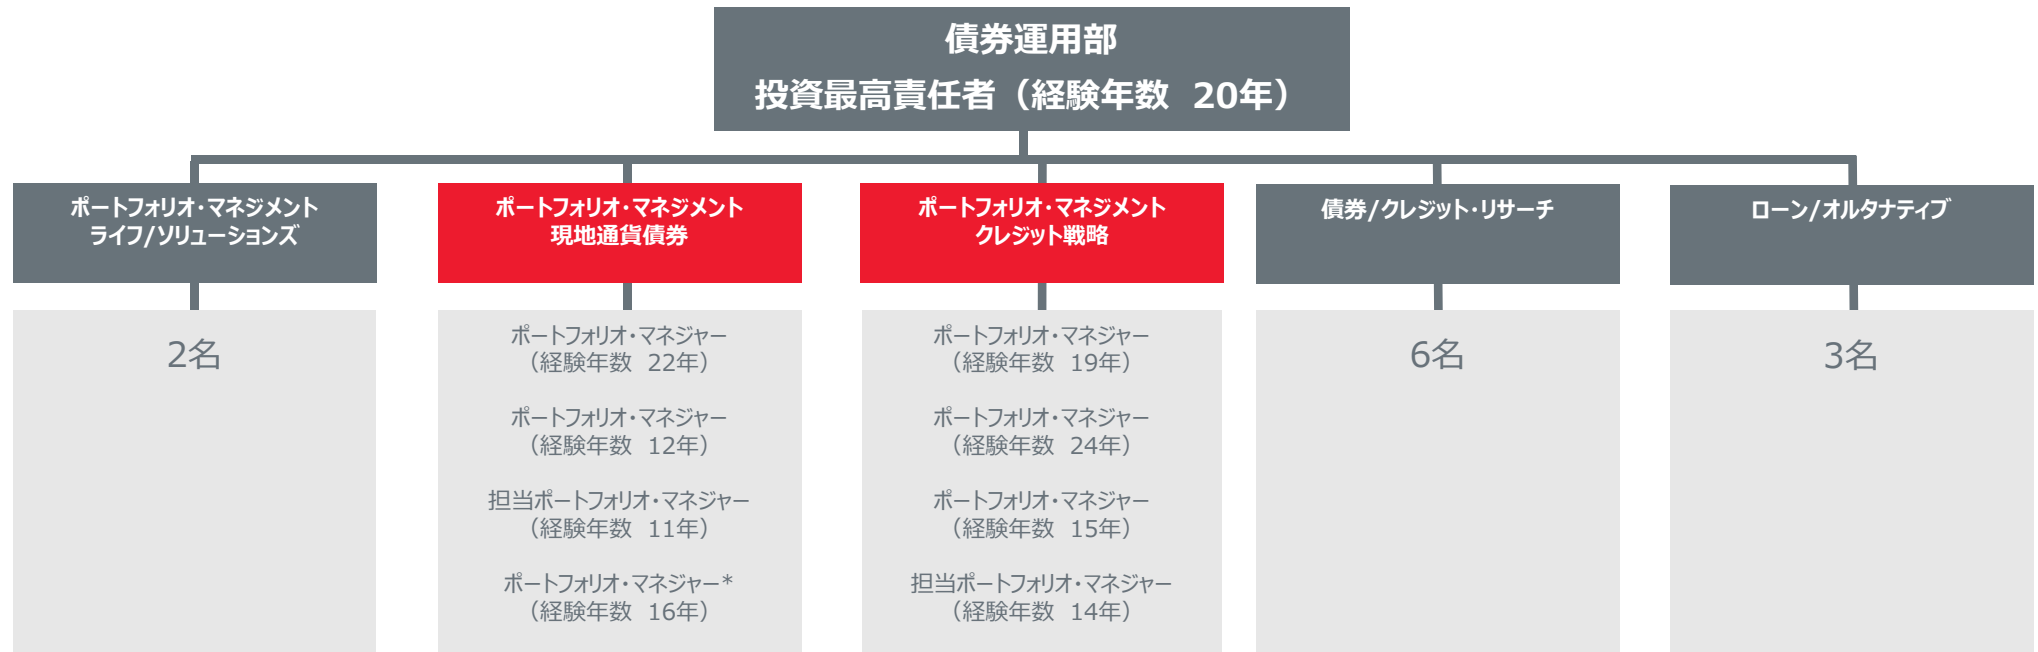 債券運用部
投資最高責任者（経験年数 20年）
ポートフォリオ・マネジメント
ライフ/ソリューションズ
ポートフォリオ・マネジメント
現地通貨債券
ポートフォリオ・マネジメント
クレジット戦略
債券/クレジット・リサーチ
ローン/オルタナティブ
2名
ポートフォリオ・マネジャー
（経験年数 22年）
ポートフォリオ・マネジャー
（経験年数 12年）
担当ポートフォリオ・マネジャー
（経験年数 11年）
ポートフォリオ・マネジャー*
（経験年数 16年）
ポートフォリオ・マネジャー
（経験年数 19年）
ポートフォリオ・マネジャー
（経験年数 24年）
ポートフォリオ・マネジャー
（経験年数 15年）
担当ポートフォリオ・マネジャー
（経験年数 14年）
6名
3名